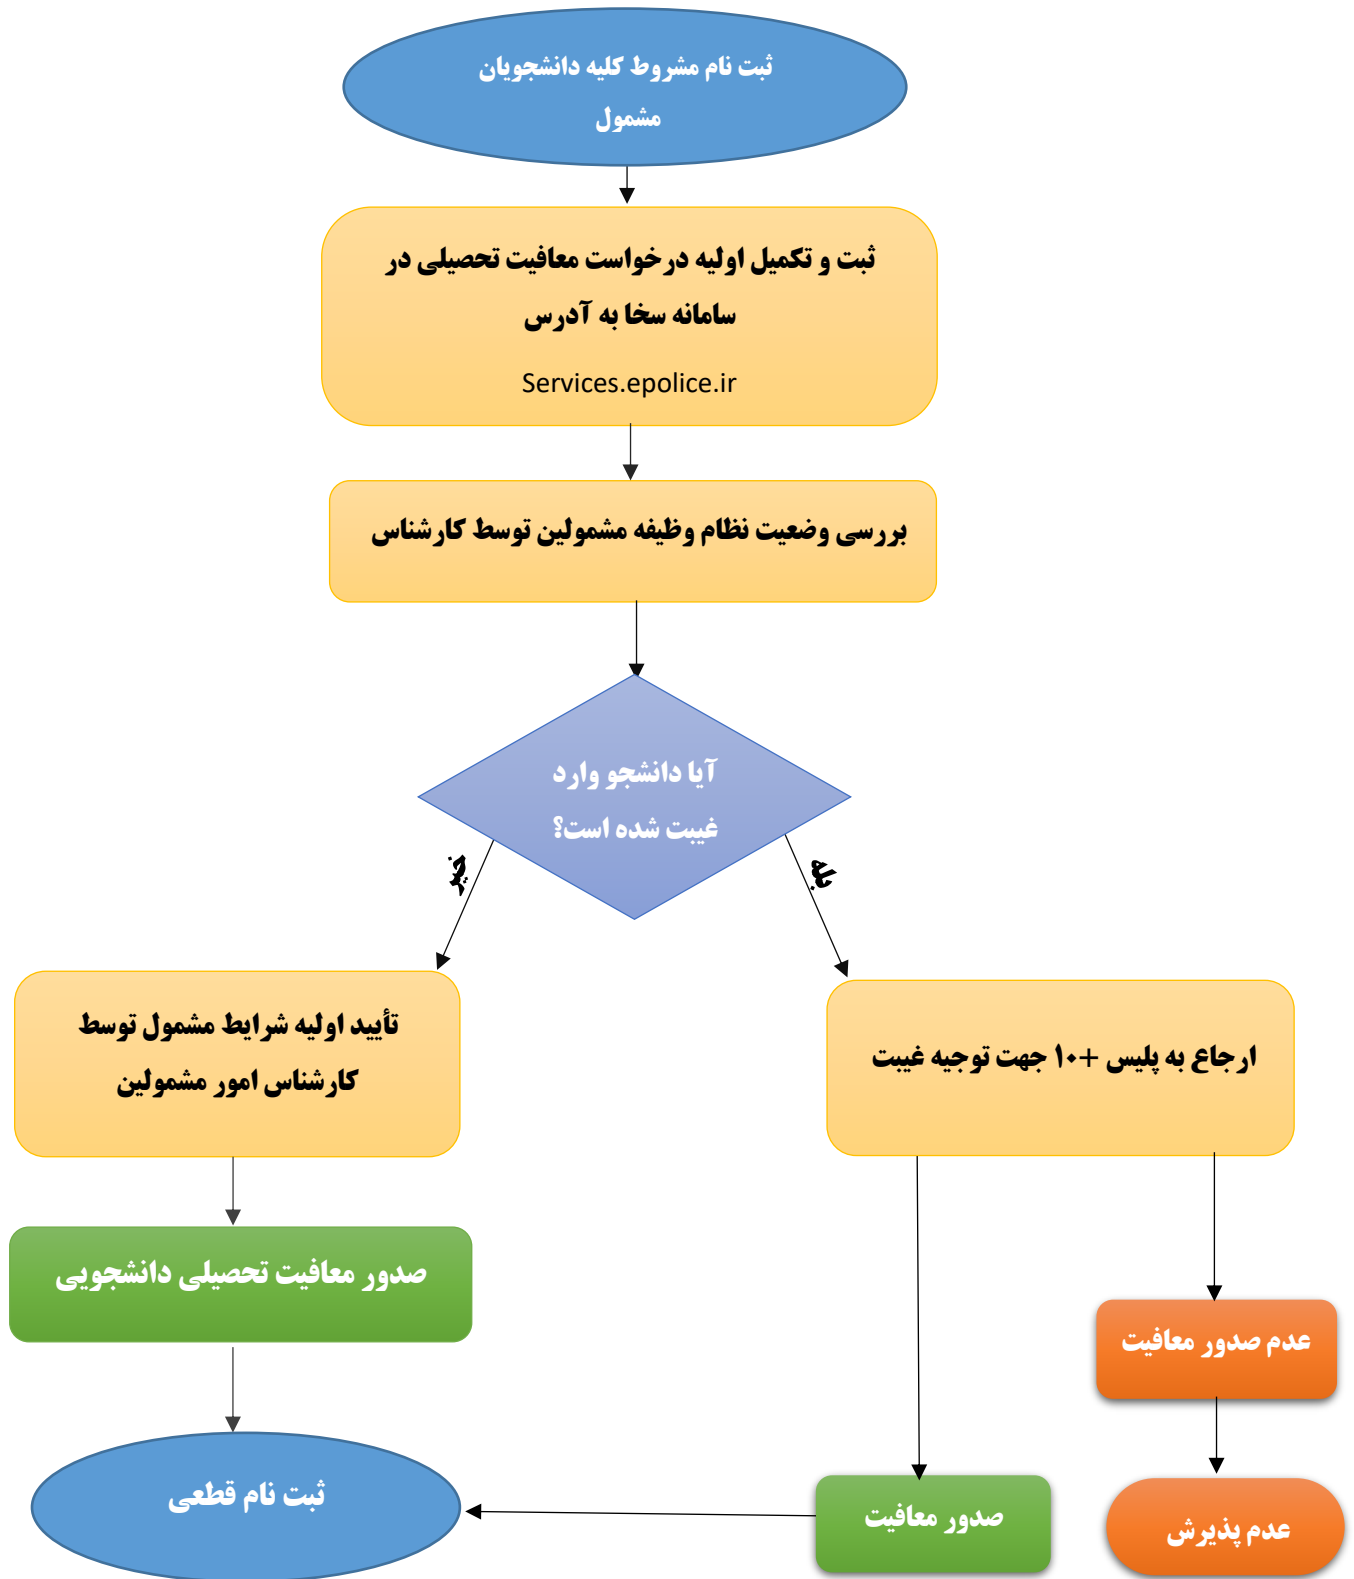 ثبت نام مشروط کلیه دانشجویان
مشمول
ثبت و تکمیل اولیه درخواست معافیت تحصیلی در
سامانه سخا به آدرس
Services.epolice.ir
بررسی وضعیت نظام وظیفه مشمولین توسط کارشناس
آیا دانشجو وارد
غیبت شده است؟
بله
خیر
ارجاع به پلیس +۱۰ جهت توجیه غیبت
تأیید اولیه شرایط مشمول توسط
کارشناس امور مشمولین
صدور معافیت تحصیلی دانشجویی
عدم صدور معافیت
ثبت نام قطعی
صدور معافیت
عدم پذیرش